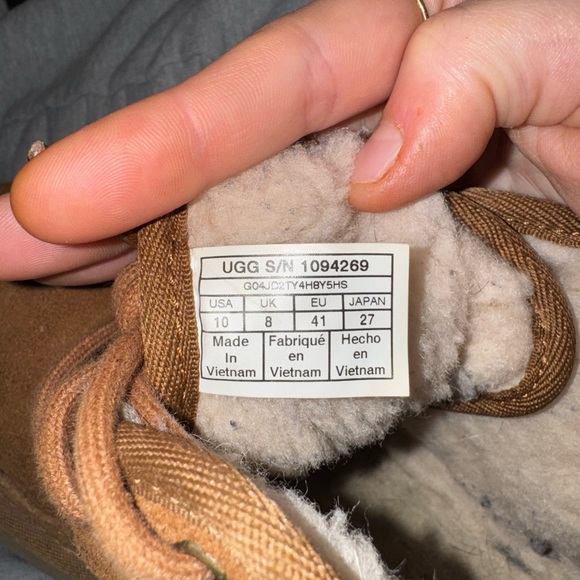 UGG S/N 1094269
G04JD2TY4H8Y5HS
USA UK EU JAPAN
10 8 41 27
Made Fabriqué Hecho
In en en
Vietnam Vietnam Vietnam